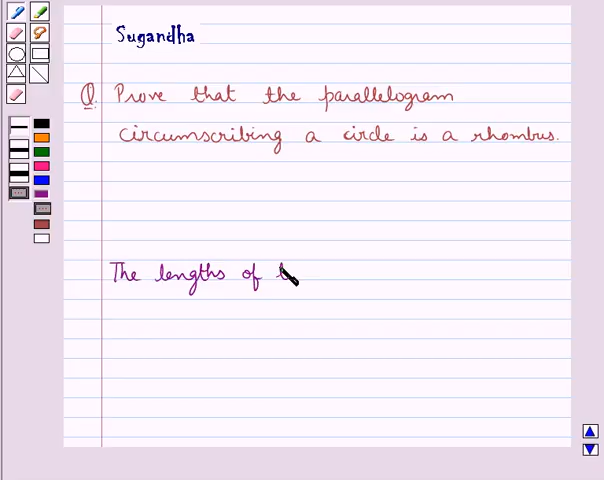 Sugandha
Q. Prove that the parallelogram
circumscribing a circle is a rhombus.
The lengths of t